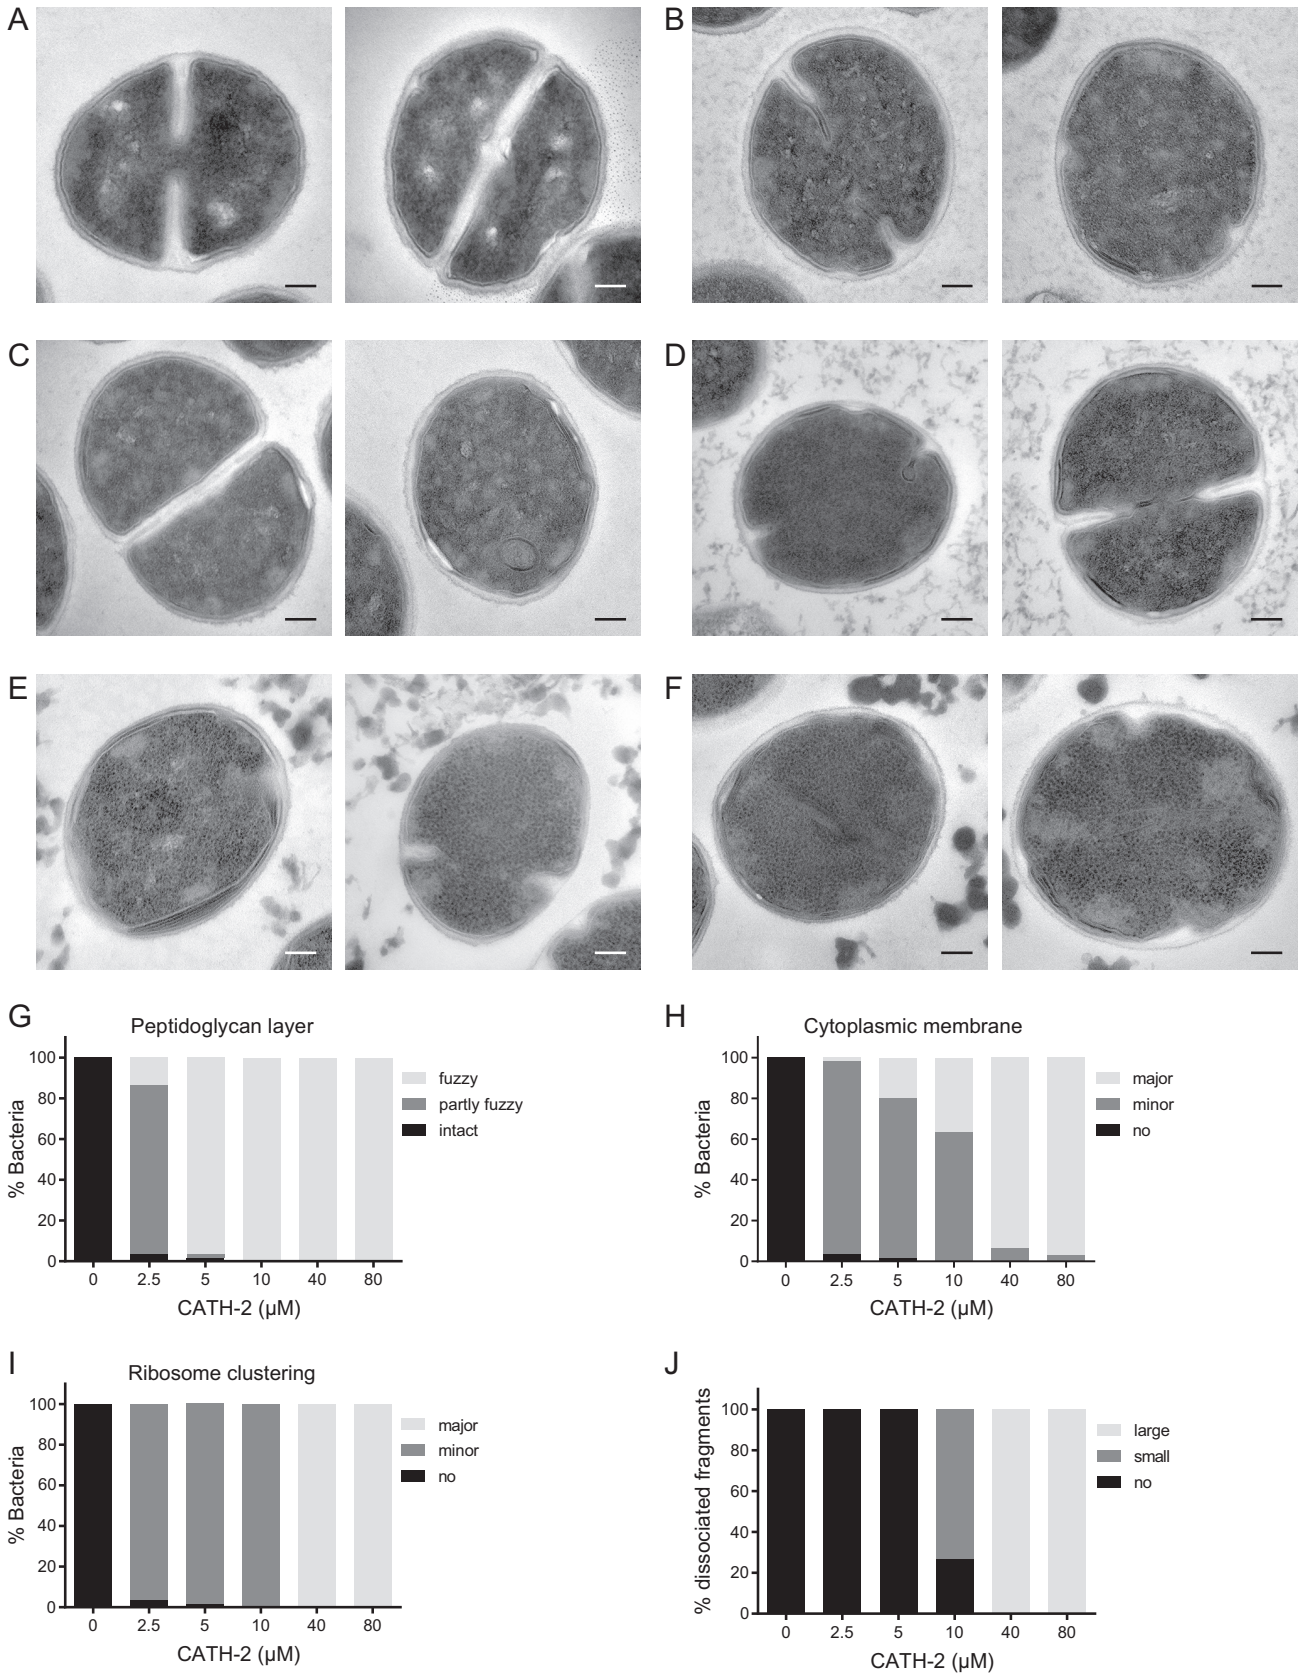 A
B
C
D
E
F
G
Peptidoglycan layer
% Bacteria
100
80
60
40
20
0
0 2.5 5 10 40 80
CATH-2 (µM)
fuzzy
partly fuzzy
intact
H
Cytoplasmic membrane
% Bacteria
100
80
60
40
20
0
0 2.5 5 10 40 80
CATH-2 (µM)
major
minor
no
I
Ribosome clustering
% Bacteria
100
80
60
40
20
0
0 2.5 5 10 40 80
CATH-2 (µM)
major
minor
no
J
% dissociated fragments
100
80
60
40
20
0
0 2.5 5 10 40 80
CATH-2 (µM)
large
small
no